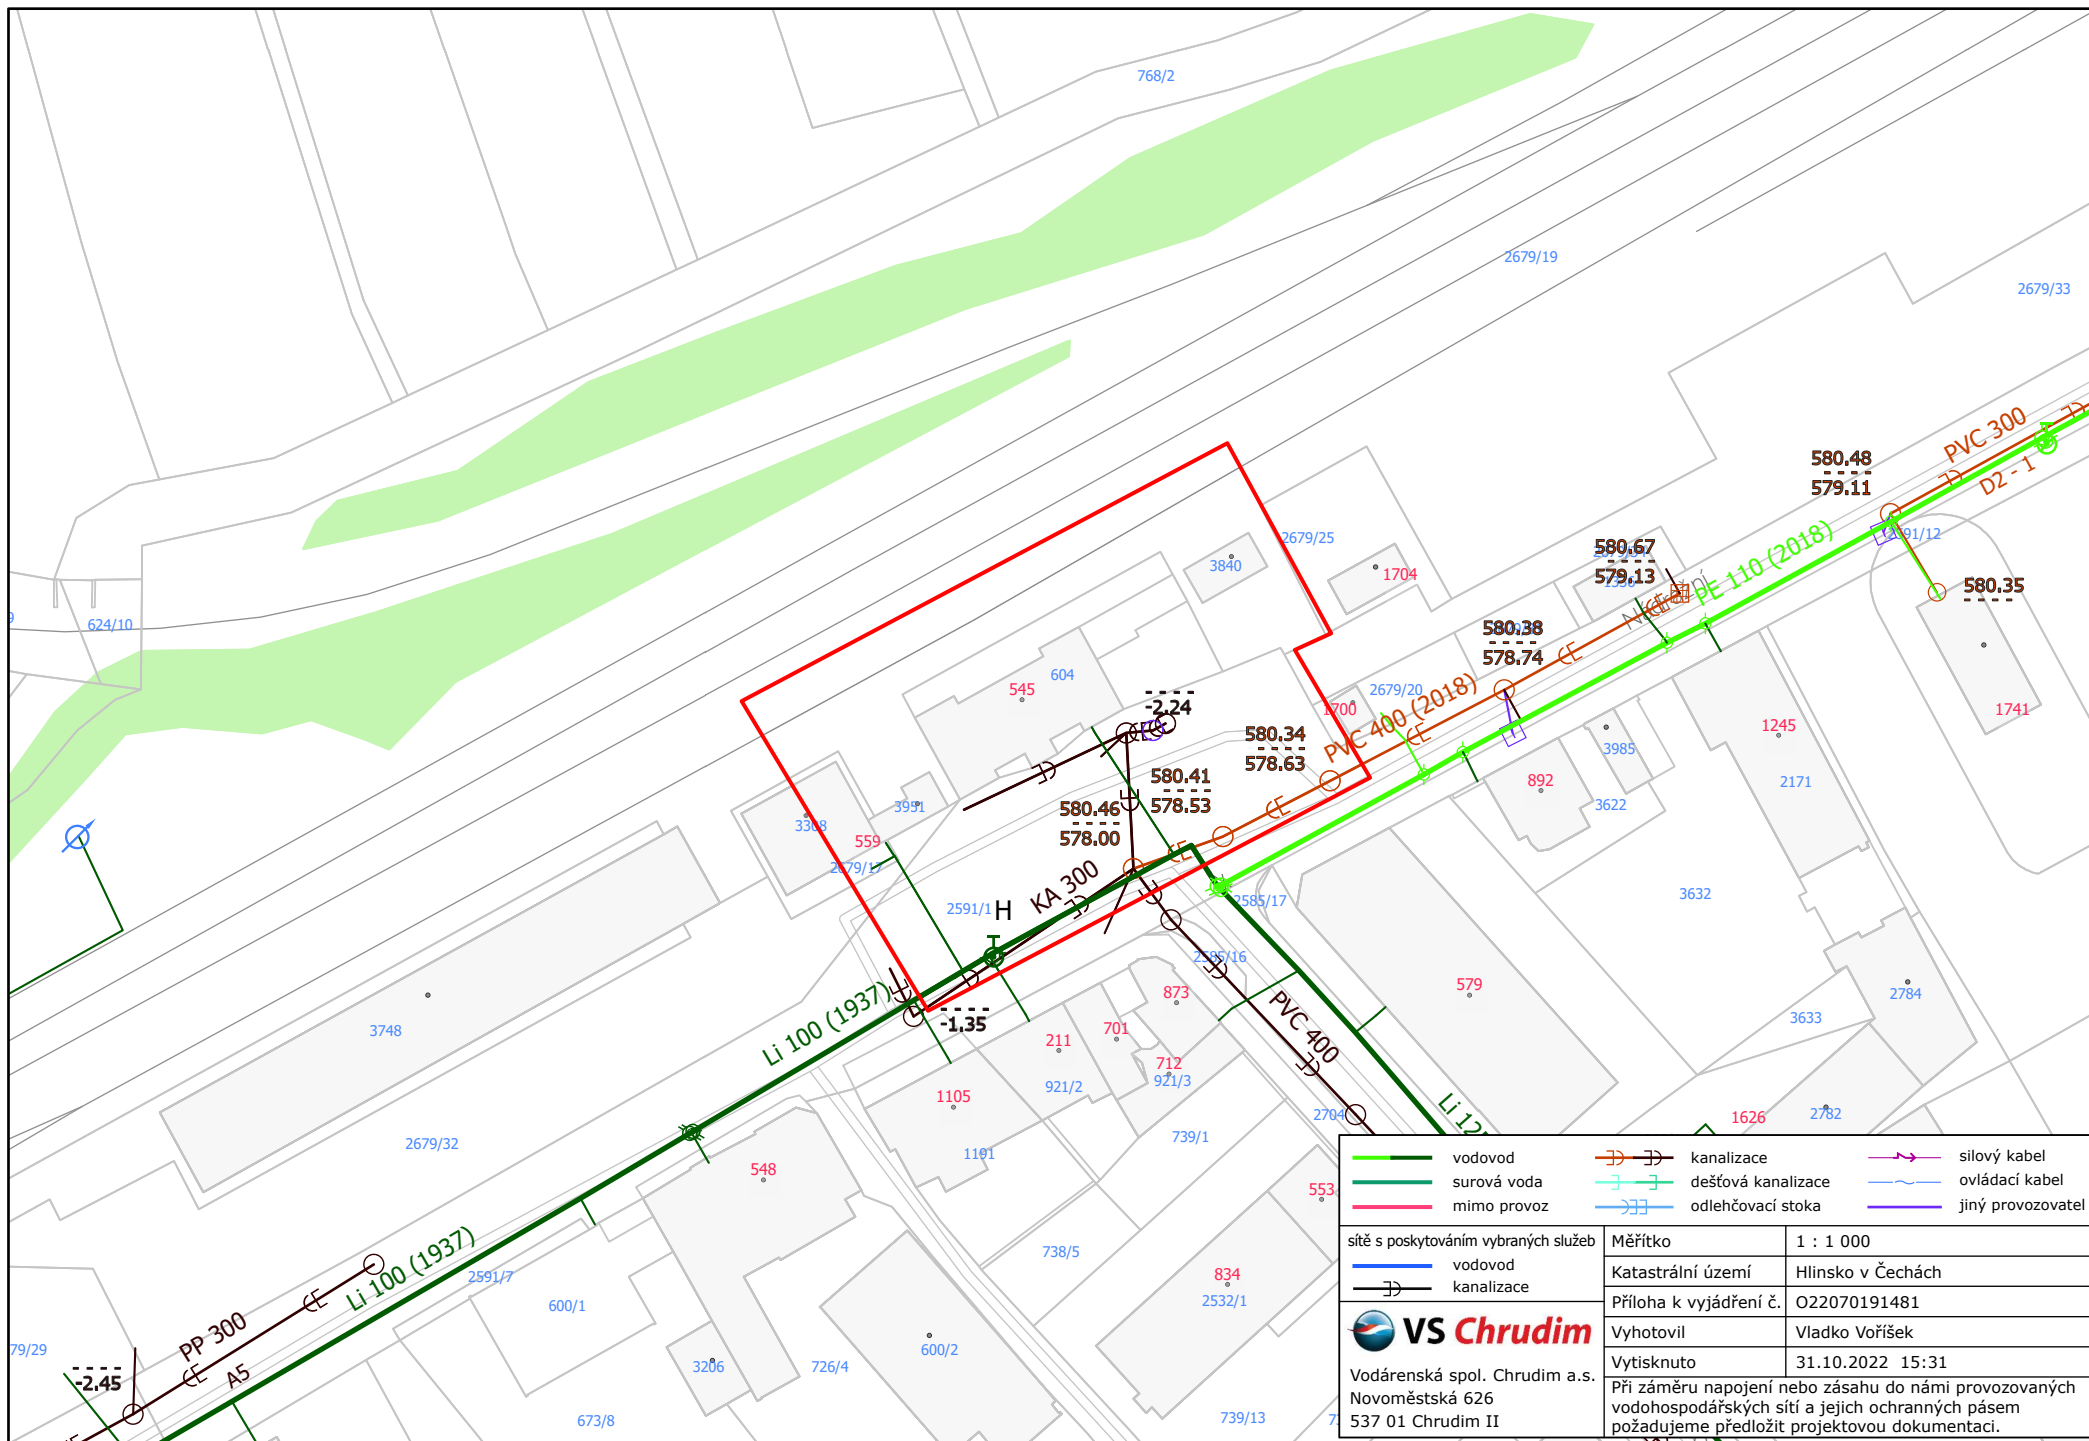 768/2
2679/19
2679/33
PVC 300
580.48
579.11
D2 - 1
2679/25
3840
1704
580.67
579.13
PE 110 (2018)
580.35
624/10
604
545
580.38
578.74
2679/20
1700
PVC 400 (2018)
-2.24
580.34
578.63
1741
1245
3985
2171
892
3622
580.41
578.53
580.46
578.00
3951
3308
559
2679/17
KA 300
2591/1
H
2585/17
3632
2585/16
579
2784
873
3748
Li 100 (1937)
-1.35
PVC 400
3633
211
701
712
921/2
921/3
1105
2704
1626
2782
739/1
2679/32
1191
548
553
738/5
834
2532/1
Li 100 (1937)
2591/7
600/1
PP 300
A5
79/29
-2.45
3206
726/4
600/2
673/8
739/13
vodovod
surová voda
mimo provoz
kanalizace
dešťová kanalizace
odlehčovací stoka
silový kabel
ovládací kabel
jiný provozovatel
sítě s poskytováním vybraných služeb
vodovod
kanalizace
Měřítko 1 : 1 000
Katastrální území Hlinsko v Čechách
Příloha k vyjádření č. O22070191481
Vyhotovil Vladko Voříšek
Vytisknuto 31.10.2022 15:31
VS Chrudim
Vodárenská spol. Chrudim a.s.
Novoměstská 626
537 01 Chrudim II
Při záměru napojení nebo zásahu do námi provozovaných
vodohospodářských sítí a jejich ochranných pásem
požadujeme předložit projektovou dokumentaci.